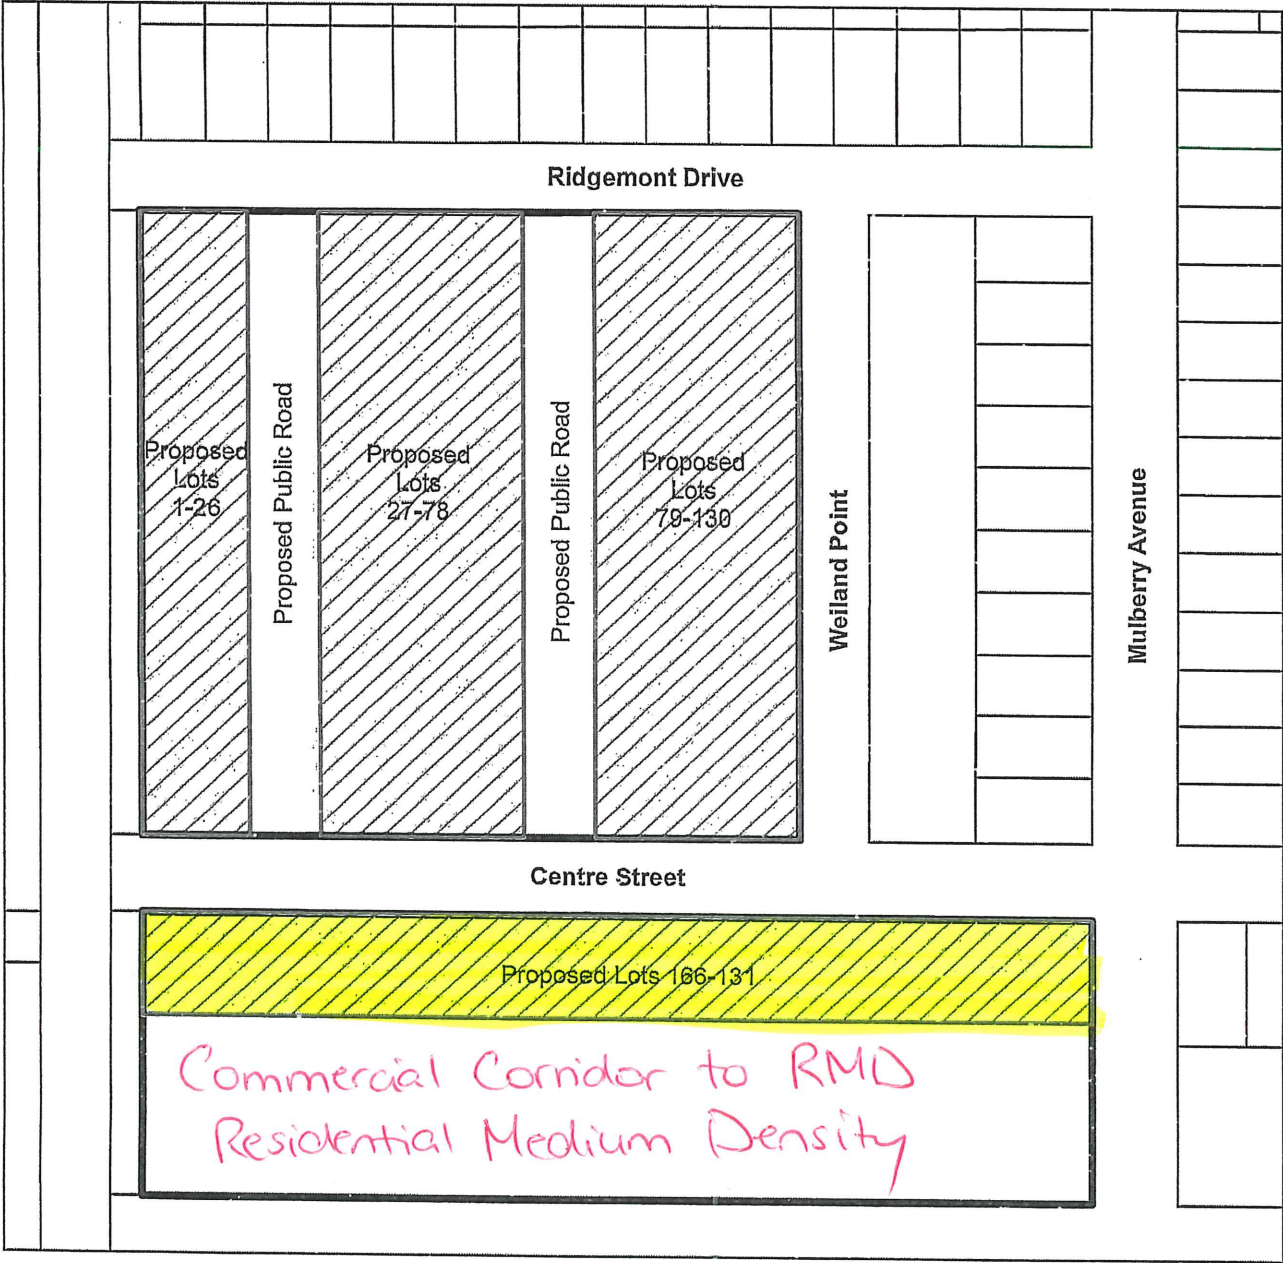 Ridgemont Drive
Proposed
Lots
1-26
Proposed Public Road
Proposed
Lots
27-78
Proposed Public Road
Proposed
Lots
79-130
Weiland Point
Mulberry Avenue
Centre Street
Proposed Lots 166-131
Commercial Corridor to RMD
Residential Medium Density